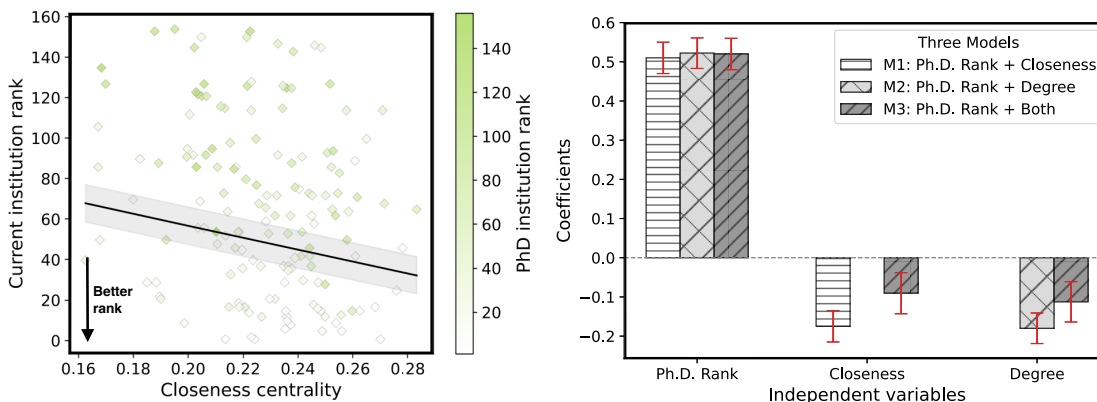 160
140
120
100
80
60
40
20
0
Current institution rank
Better
rank
0.16 0.18 0.20 0.22 0.24 0.26 0.28
Closeness centrality
140
120
100
80
60
40
20
PhD institution rank
0.6
0.5
0.4
0.3
0.2
0.1
0.0
−0.1
−0.2
Coefficients
Three Models
M1: Ph.D. Rank + Closeness
M2: Ph.D. Rank + Degree
M3: Ph.D. Rank + Both
Ph.D. Rank Closeness Degree
Independent variables